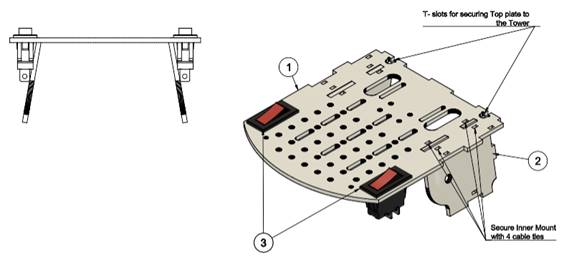 T- slots for securing Top plate to
the Tower
1
2
3
Secure Inner Mount
with 4 cable ties